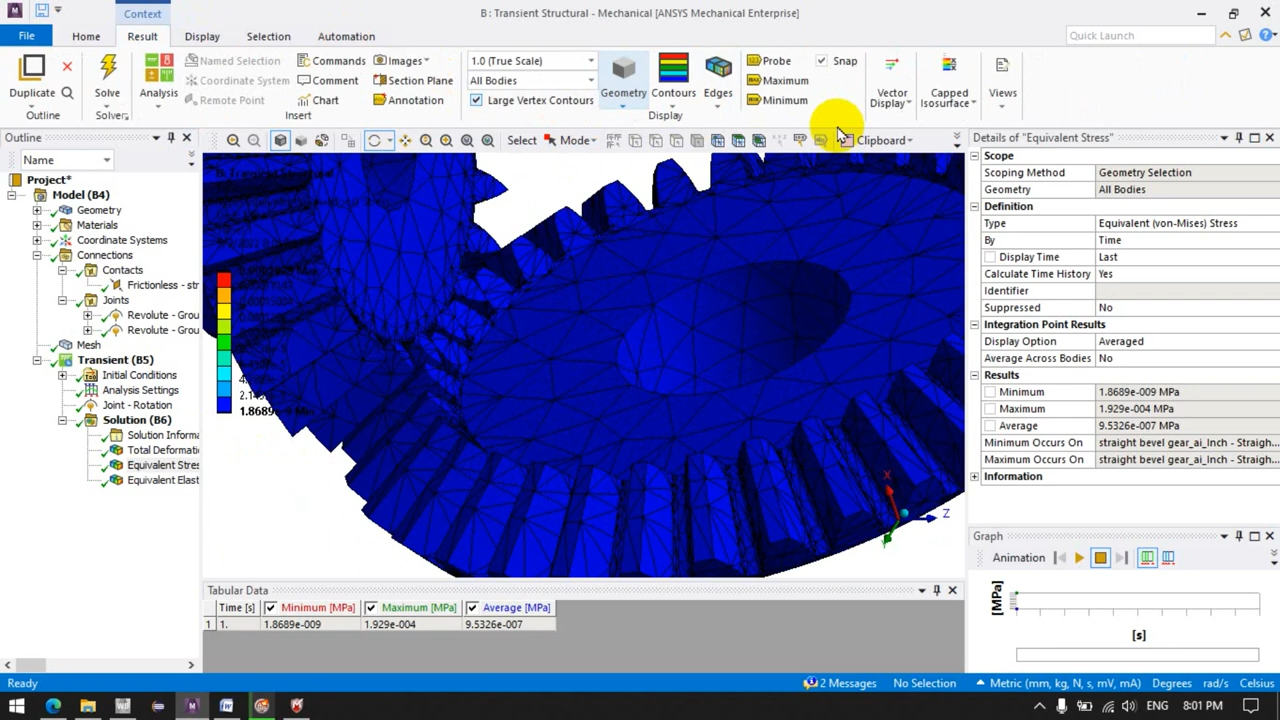 Context
B : Transient Structural - Mechanical [ANSYS Mechanical Enterprise]
File
Home
Result
Display
Selection
Automation
Quick Launch
Duplicate
Outline
Solve
Solver
Analysis
Named Selection
Coordinate System
Remote Point
Commands
Comment
Chart
Images
Section Plane
Annotation
Insert
1.0 (True Scale)
All Bodies
Large Vertex Contours
Geometry
Contours
Edges
Probe
Maximum
Minimum
Snap
Display
Vector
Display
Capped
Isosurface
Views
Outline
Name
Select
Mode
Clipboard
Project*
Model (B4)
Geometry
Materials
Coordinate Systems
Connections
Contacts
Frictionless - str
Joints
Revolute - Grou
Revolute - Grou
Mesh
Transient (B5)
Initial Conditions
Analysis Settings
Joint - Rotation
Solution (B6)
Solution Informa
Total Deformati
Equivalent Stres
Equivalent Elast
Details of "Equivalent Stress"
Scope
Scoping Method Geometry Selection
Geometry All Bodies
Definition
Type Equivalent (von-Mises) Stress
By Time
Display Time Last
Calculate Time History Yes
Identifier
Suppressed No
Integration Point Results
Display Option Averaged
Average Across Bodies No
Results
Minimum 1.8689e-009 MPa
Maximum 1.929e-004 MPa
Average 9.5326e-007 MPa
Minimum Occurs On straight bevel gear_ai_Inch - Straigh...
Maximum Occurs On straight bevel gear_ai_Inch - Straigh...
Information
X
Z
Y
Graph
Animation
[MPa]
[s]
Tabular Data
Time [s] Minimum [MPa] Maximum [MPa] Average [MPa]
1 1. 1.8689e-009 1.929e-004 9.5326e-007
Ready
2 Messages
No Selection
Metric (mm, kg, N, s, mV, mA)
Degrees
rad/s
Celsius
ENG
8:01 PM